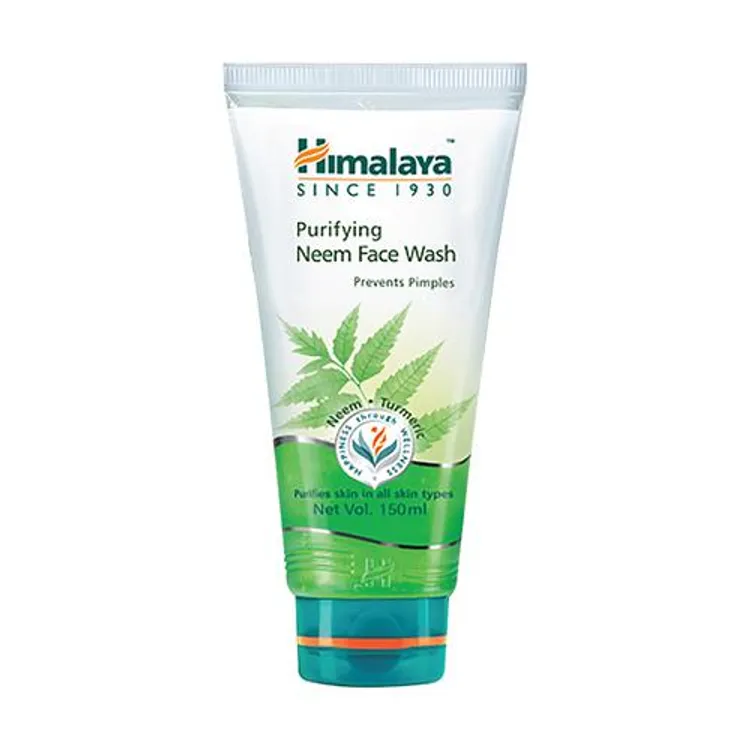 Himalaya™
SINCE 1930
Purifying
Neem Face Wash
Prevents Pimples
Neem • Turmeric
HAPPINESS through WELLNESS
Purifies skin in all skin types
Net Vol. 150ml